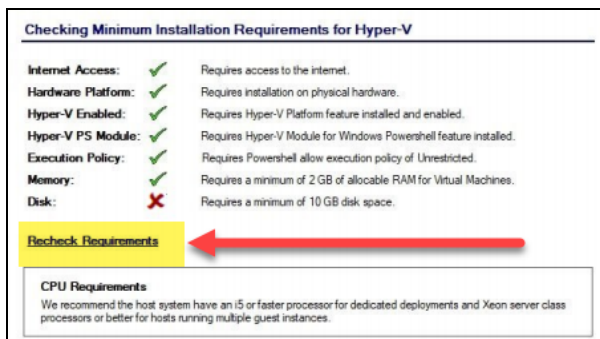 Checking Minimum Installation Requirements for Hyper-V
Internet Access: Requires access to the internet.
Hardware Platform: Requires installation on physical hardware.
Hyper-V Enabled: Requires Hyper-V Platform feature installed and enabled.
Hyper-V PS Module: Requires Hyper-V Module for Windows Powershell feature installed.
Execution Policy: Requires Powershell allow execution policy of Unrestricted.
Memory: Requires a minimum of 2 GB of allocable RAM for Virtual Machines.
Disk: Requires a minimum of 10 GB disk space.
Recheck Requirements
CPU Requirements
We recommend the host system have an i5 or faster processor for dedicated deployments and Xeon server class
processors or better for hosts running multiple guest instances.